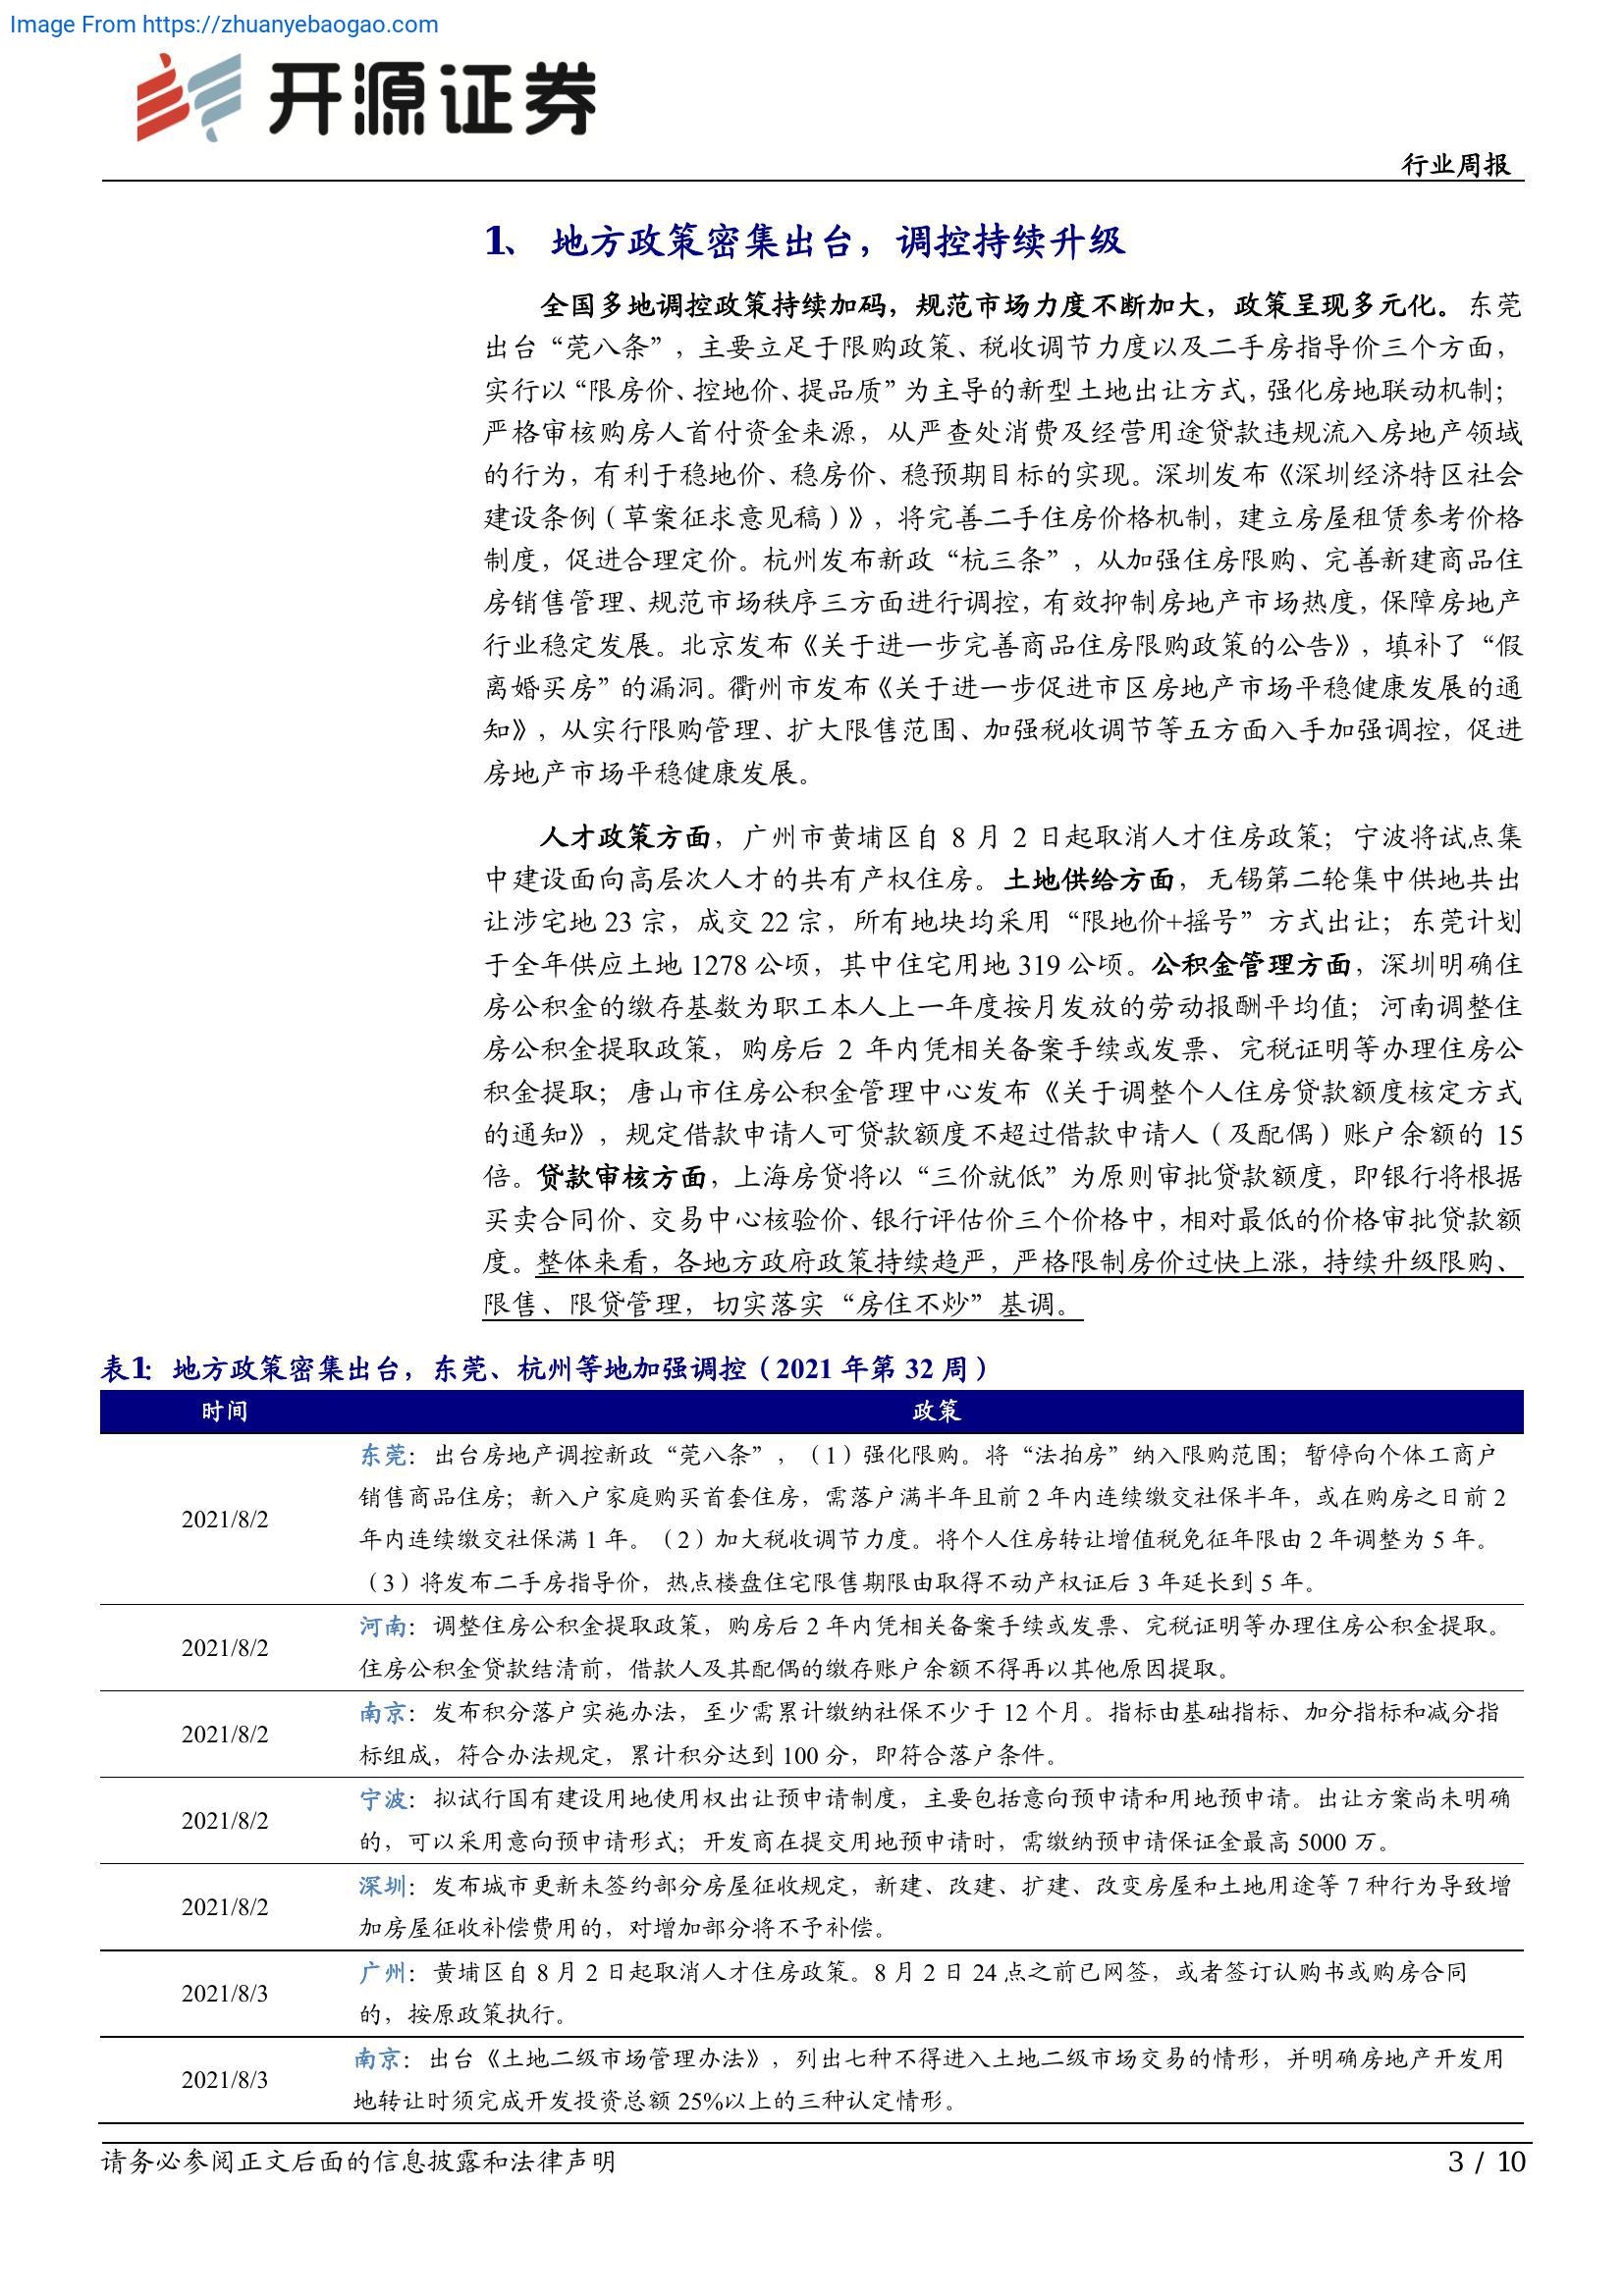 Image From https://zhuanyebaogao.com
开源证券
行业周报
1、 地方政策密集出台，调控持续升级
全国多地调控政策持续加码，规范市场力度不断加大，政策呈现多元化。东莞
出台“莞八条”，主要立足于限购政策、税收调节力度以及二手房指导价三个方面，
实行以“限房价、控地价、提品质”为主导的新型土地出让方式，强化房地联动机制；
严格审核购房人首付资金来源，从严查处消费及经营用途贷款违规流入房地产领域
的行为，有利于稳地价、稳房价、稳预期目标的实现。深圳发布《深圳经济特区社会
建设条例（草案征求意见稿）》，将完善二手住房价格机制，建立房屋租赁参考价格
制度，促进合理定价。杭州发布新政“杭三条”，从加强住房限购、完善新建商品住
房销售管理、规范市场秩序三方面进行调控，有效抑制房地产市场热度，保障房地产
行业稳定发展。北京发布《关于进一步完善商品住房限购政策的公告》，填补了“假
离婚买房”的漏洞。衢州市发布《关于进一步促进市区房地产市场平稳健康发展的通
知》，从实行限购管理、扩大限售范围、加强税收调节等五方面入手加强调控，促进
房地产市场平稳健康发展。
人才政策方面，广州市黄埔区自 8 月 2 日起取消人才住房政策；宁波将试点集
中建设面向高层次人才的共有产权住房。土地供给方面，无锡第二轮集中供地共出
让涉宅地 23 宗，成交 22 宗，所有地块均采用“限地价+摇号”方式出让；东莞计划
于全年供应土地 1278 公顷，其中住宅用地 319 公顷。公积金管理方面，深圳明确住
房公积金的缴存基数为职工本人上一年度按月发放的劳动报酬平均值；河南调整住
房公积金提取政策，购房后 2 年内凭相关备案手续或发票、完税证明等办理住房公
积金提取；唐山市住房公积金管理中心发布《关于调整个人住房贷款额度核定方式
的通知》，规定借款申请人可贷款额度不超过借款申请人（及配偶）账户余额的 15
倍。贷款审核方面，上海房贷将以“三价就低”为原则审批贷款额度，即银行将根据
买卖合同价、交易中心核验价、银行评估价三个价格中，相对最低的价格审批贷款额
度。整体来看，各地方政府政策持续趋严，严格限制房价过快上涨，持续升级限购、
限售、限贷管理，切实落实“房住不炒”基调。
表1：地方政策密集出台，东莞、杭州等地加强调控（2021 年第 32 周）
时间 政策
东莞：出台房地产调控新政“莞八条”，（1）强化限购。将“法拍房”纳入限购范围；暂停向个体工商户
销售商品住房；新入户家庭购买首套住房，需落户满半年且前 2 年内连续缴交社保半年，或在购房之日前 2
2021/8/2
年内连续缴交社保满 1 年。（2）加大税收调节力度。将个人住房转让增值税免征年限由 2 年调整为 5 年。
（3）将发布二手房指导价，热点楼盘住宅限售期限由取得不动产权证后 3 年延长到 5 年。
2021/8/2
河南：调整住房公积金提取政策，购房后 2 年内凭相关备案手续或发票、完税证明等办理住房公积金提取。
住房公积金贷款结清前，借款人及其配偶的缴存账户余额不得再以其他原因提取。
2021/8/2
南京：发布积分落户实施办法，至少需累计缴纳社保不少于 12 个月。指标由基础指标、加分指标和减分指
标组成，符合办法规定，累计积分达到 100 分，即符合落户条件。
2021/8/2
宁波：拟试行国有建设用地使用权出让预申请制度，主要包括意向预申请和用地预申请。出让方案尚未明确
的，可以采用意向预申请形式；开发商在提交用地预申请时，需缴纳预申请保证金最高 5000 万。
2021/8/2
深圳：发布城市更新未签约部分房屋征收规定，新建、改建、扩建、改变房屋和土地用途等 7 种行为导致增
加房屋征收补偿费用的，对增加部分将不予补偿。
2021/8/3
广州：黄埔区自 8 月 2 日起取消人才住房政策。8 月 2 日 24 点之前已网签，或者签订认购书或购房合同
的，按原政策执行。
2021/8/3
南京：出台《土地二级市场管理办法》，列出七种不得进入土地二级市场交易的情形，并明确房地产开发用
地转让时须完成开发投资总额 25%以上的三种认定情形。
请务必参阅正文后面的信息披露和法律声明
3 / 10